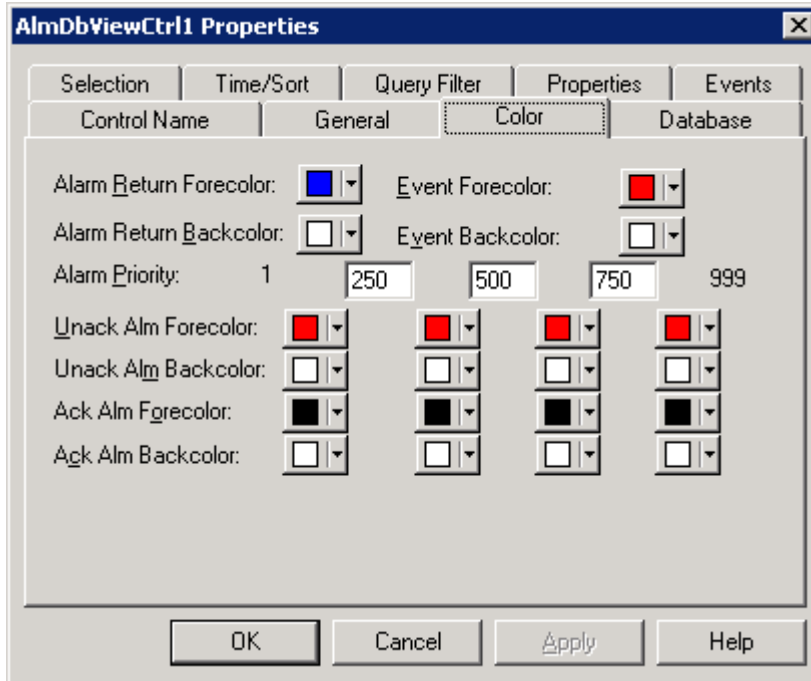 AlmDbViewCtrl1 Properties
Selection Time/Sort Query Filter Properties Events
Control Name General Color Database
Alarm Return Forecolor: Event Forecolor:
Alarm Return Backcolor: Event Backcolor:
Alarm Priority: 1 250 500 750 999
Unack Alm Forecolor:
Unack Alm Backcolor:
Ack Alm Forecolor:
Ack Alm Backcolor:
OK Cancel Apply Help